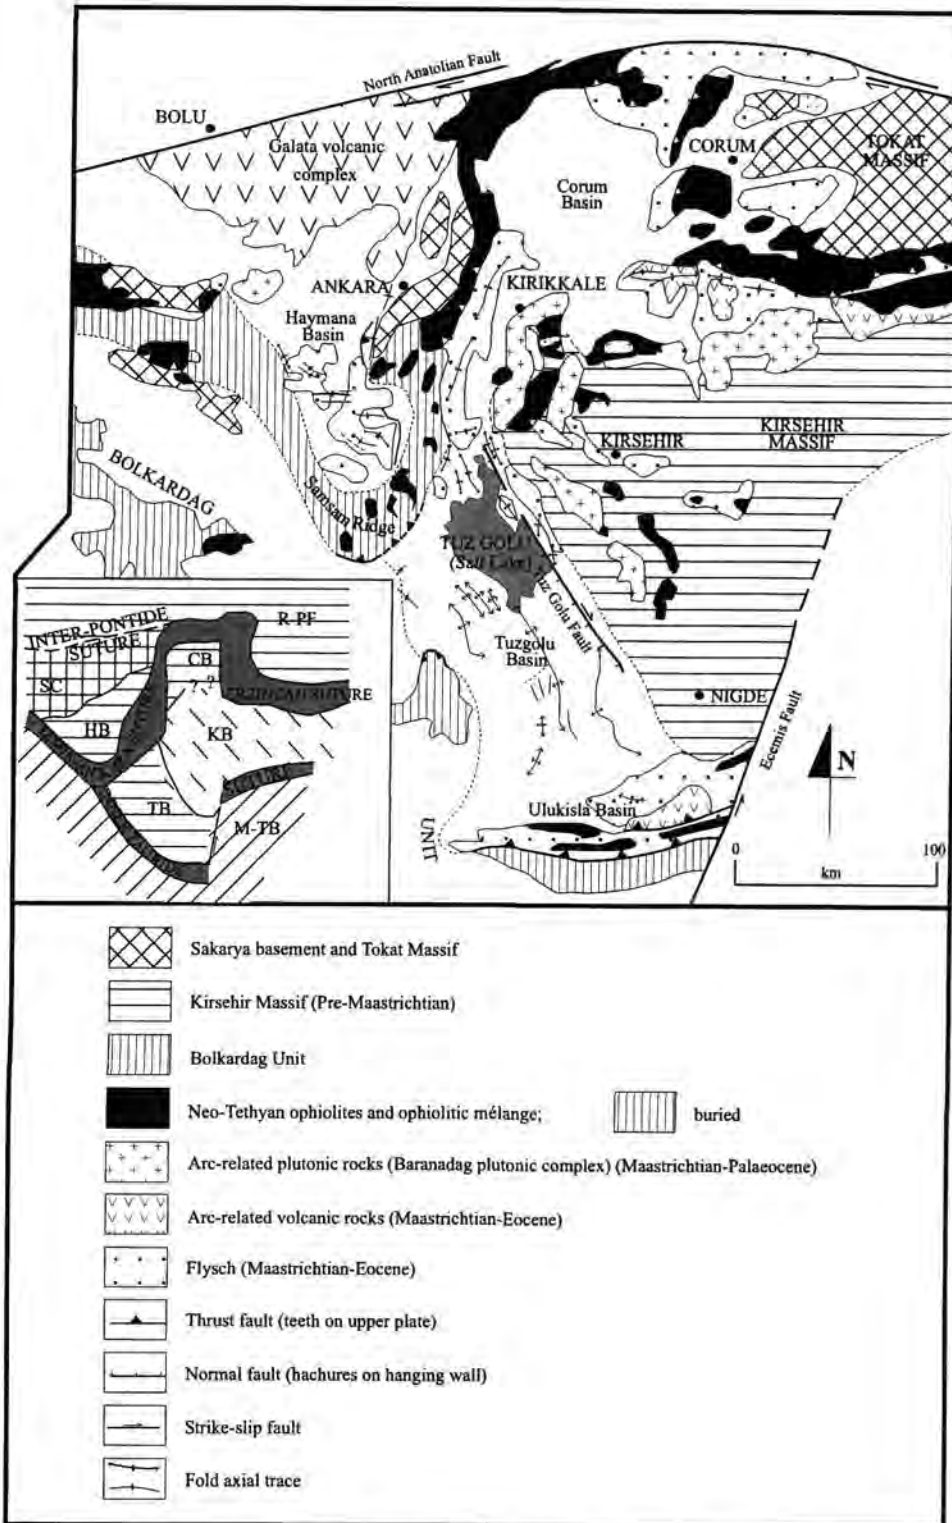 North Anatolian Fault
BOLU
Galata volcanic
complex
CORUM
TOKAT
MASSIF
Corum
Basin
ANKARA
KIRIKKALE
Haymana
Basin
KIRSEHIR
KIRSEHIR
MASSIF
BOLKARDAG
Samsam Ridge
TUZ GOLU
(Salt Lake)
Tuz Golu Fault
Tuzgolu
Basin
INTER-PONTIDE
SUTURE
R-PF
CB
? ?
SC
ERZINCAN SUTURE
HB
KB
SUTURE
TB
M-TB
NIGDE
Ecemis Fault
N
Ulukisla Basin
UNIT
0 100
km
Sakarya basement and Tokat Massif
Kirsehir Massif (Pre-Maastrichtian)
Bolkardag Unit
Neo-Tethyan ophiolites and ophiolitic mélange; buried
Arc-related plutonic rocks (Baranadag plutonic complex) (Maastrichtian-Palaeocene)
Arc-related volcanic rocks (Maastrichtian-Eocene)
Flysch (Maastrichtian-Eocene)
Thrust fault (teeth on upper plate)
Normal fault (hachures on hanging wall)
Strike-slip fault
Fold axial trace